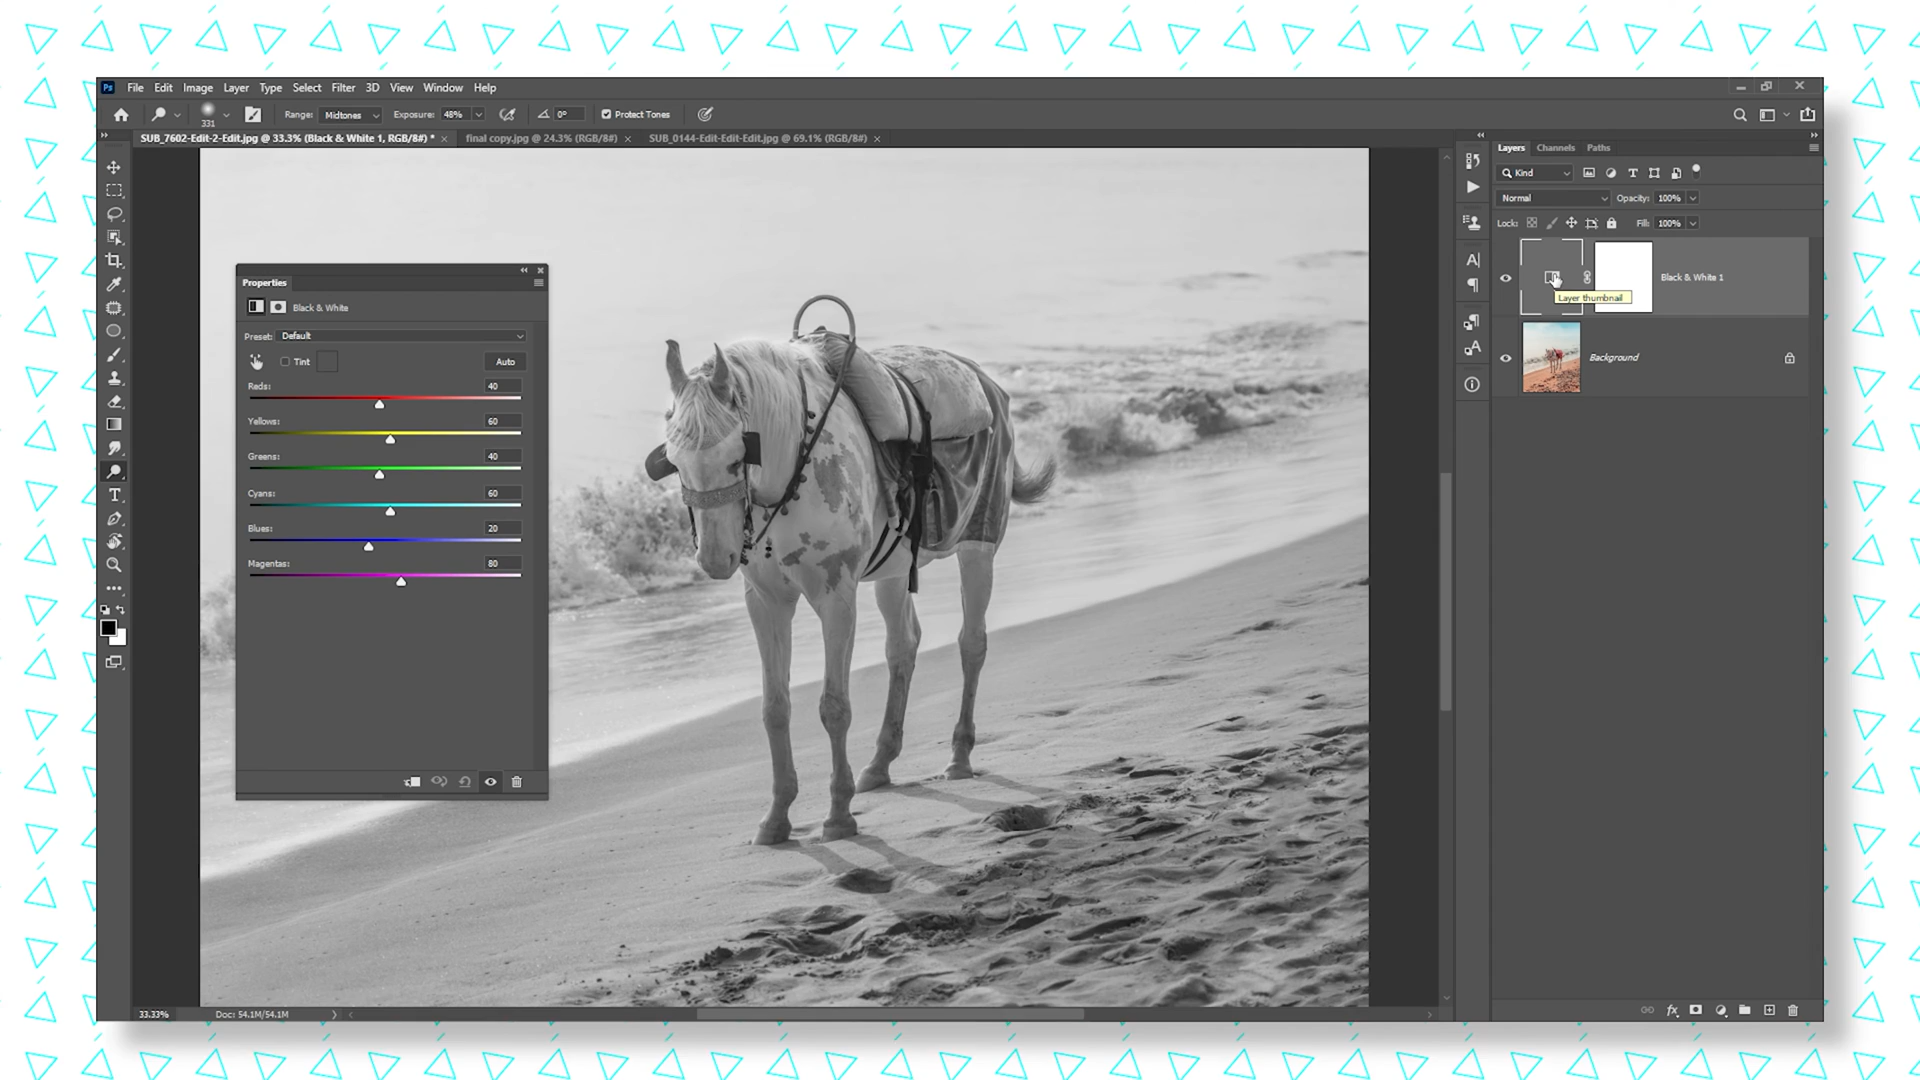 Ps File Edit Image Layer Type Select Filter 3D View Window Help
331 Range: Midtones Exposure: 48% 0° Protect Tones
SUB_7602-Edit-2-Edit.jpg @ 33.3% (Black & White 1, RGB/8#) * × final copy.jpg @ 24.3% (RGB/8#) × SUB_0144-Edit-Edit-Edit.jpg @ 69.1% (RGB/8#) ×
Layers Channels Paths
Kind
Normal Opacity: 100%
Lock: Fill: 100%
Black & White 1
Layer thumbnail
Background
Properties
Black & White
Preset: Default
Tint Auto
Reds: 40
Yellows: 60
Greens: 40
Cyans: 60
Blues: 20
Magentas: 80
33.33% Doc: 54.1M/54.1M